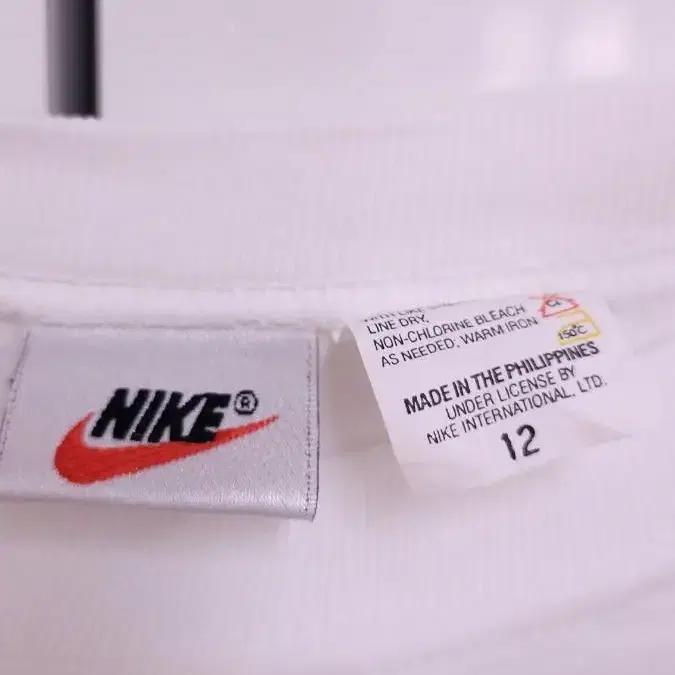 NIKE®
LINE DRY.
NON-CHLORINE BLEACH
AS NEEDED. WARM IRON
MADE IN THE PHILIPPINES
UNDER LICENSE BY
NIKE INTERNATIONAL. LTD.
12
150°C